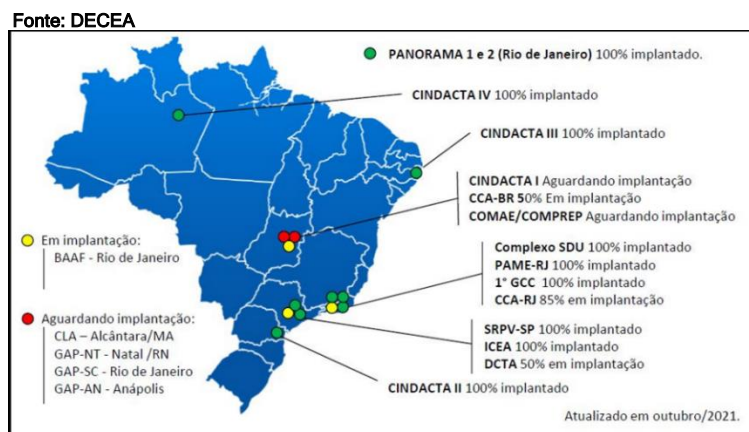 Fonte: DECEA
PANORAMA 1 e 2 (Rio de Janeiro) 100% implantado.
CINDACTA IV 100% implantado
CINDACTA III 100% implantado
CINDACTA I Aguardando implantação
CCA-BR 50% Em implantação
COMAE/COMPREP Aguardando implantação
Em implantação:
BAAF - Rio de Janeiro
Complexo SDU 100% implantado
PAME-RJ 100% implantado
1° GCC 100% implantado
CCA-RJ 85% em implantação
Aguardando implantação:
CLA – Alcântara/MA
GAP-NT - Natal /RN
GAP-SC - Rio de Janeiro
GAP-AN - Anápolis
SRPV-SP 100% implantado
ICEA 100% implantado
DCTA 50% em implantação
CINDACTA II 100% implantado
Atualizado em outubro/2021.